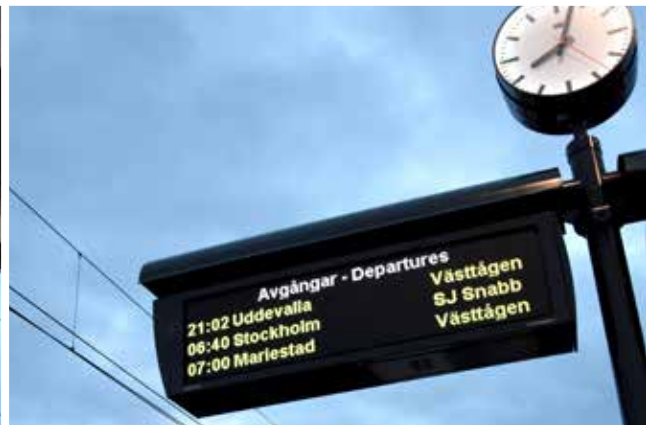 Avgångar - Departures
21:02 Uddevalla Västtågen
06:40 Stockholm SJ Snabb
07:00 Mariestad Västtågen